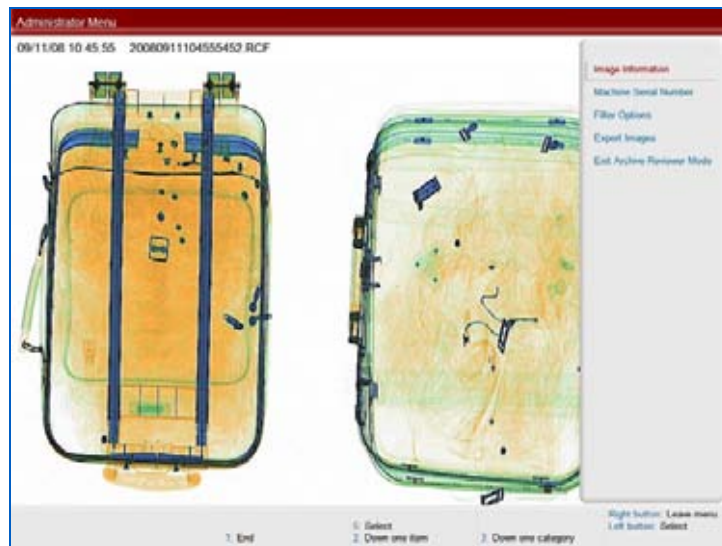 Administrator Menu
09/11/08 10 45:55 20080911104555452.RCF
Image Information
Machine Serial Number
Filter Options
Export Images
Exit Archive Reviewer Mode
Right button: Leave menu
Left button: Select
5: Select
1: End
2: Down one item
3: Down one category